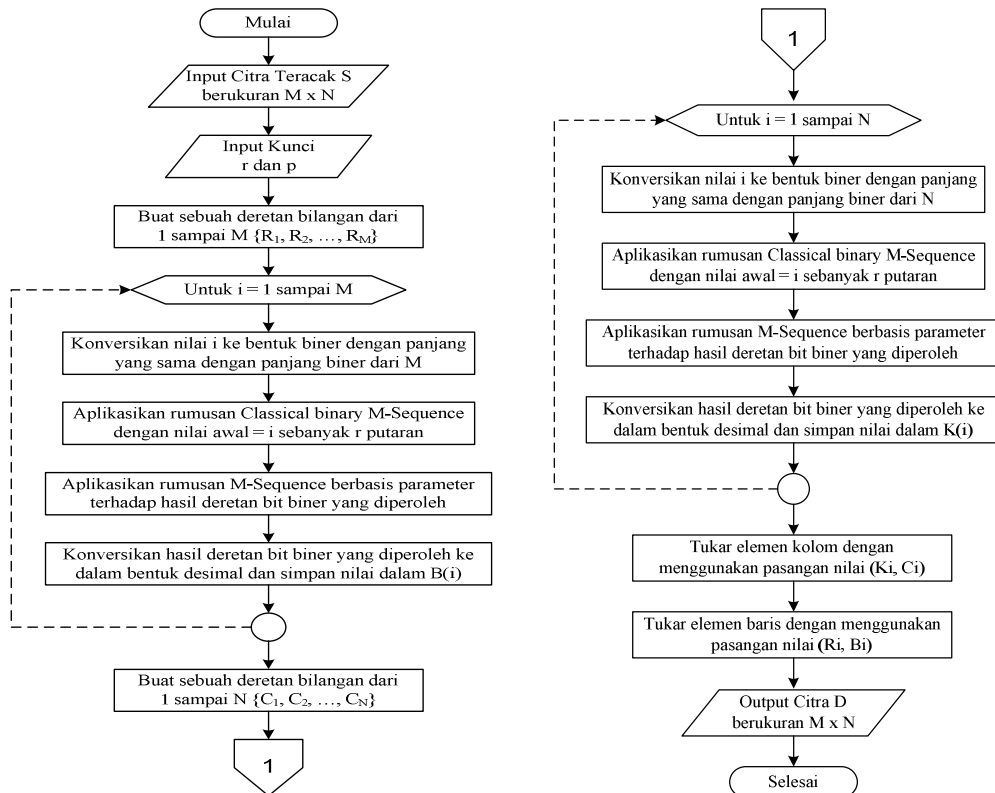 Mulai
Input Citra Teracak S
berukuran M x N
Input Kunci
r dan p
Buat sebuah deretan bilangan dari
1 sampai M {R₁, R₂, …, R_M}
Untuk i = 1 sampai M
Konversikan nilai i ke bentuk biner dengan panjang
yang sama dengan panjang biner dari M
Aplikasikan rumusan Classical binary M-Sequence
dengan nilai awal = i sebanyak r putaran
Aplikasikan rumusan M-Sequence berbasis parameter
terhadap hasil deretan bit biner yang diperoleh
Konversikan hasil deretan bit biner yang diperoleh ke
dalam bentuk desimal dan simpan nilai dalam B(i)
Buat sebuah deretan bilangan dari
1 sampai N {C₁, C₂, …, C_N}
1
1
Untuk i = 1 sampai N
Konversikan nilai i ke bentuk biner dengan panjang
yang sama dengan panjang biner dari N
Aplikasikan rumusan Classical binary M-Sequence
dengan nilai awal = i sebanyak r putaran
Aplikasikan rumusan M-Sequence berbasis parameter
terhadap hasil deretan bit biner yang diperoleh
Konversikan hasil deretan bit biner yang diperoleh ke
dalam bentuk desimal dan simpan nilai dalam K(i)
Tukar elemen kolom dengan
menggunakan pasangan nilai (Ki, Ci)
Tukar elemen baris dengan menggunakan
pasangan nilai (Ri, Bi)
Output Citra D
berukuran M x N
Selesai